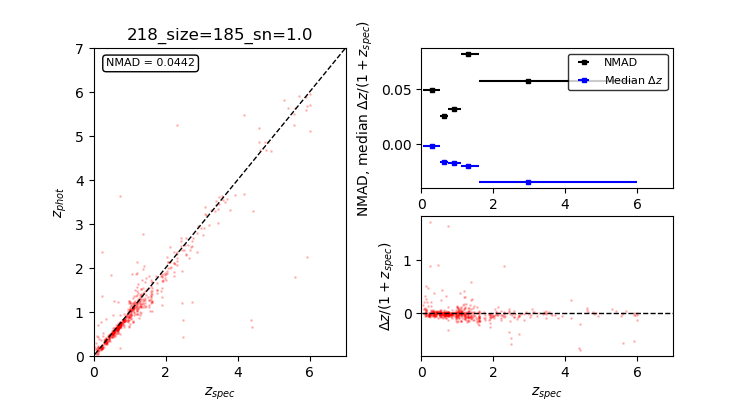 218_size=185_sn=1.0
NMAD = 0.0442
7
6
5
4
3
2
1
0
z_phot
0 2 4 6
z_spec
NMAD, median Δz/(1 + z_spec)
0.05
0.00
NMAD
Median Δz
0 2 4 6
Δz/(1 + z_spec)
1
0
0 2 4 6
z_spec